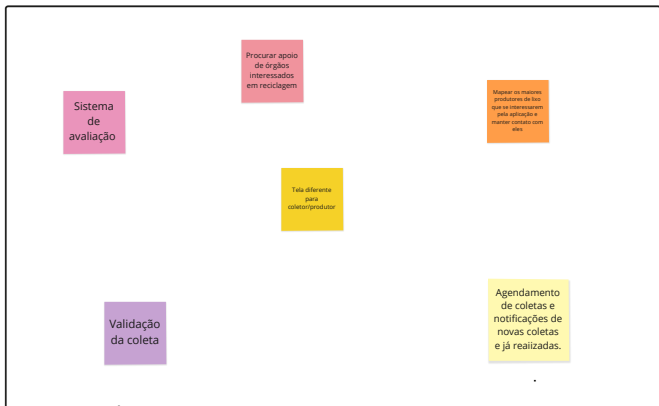 Procurar apoio
de órgãos
interessados
em reciclagem
Sistema
de
avaliação
Mapear os maiores
produtores de lixo
que se interessarem
pela aplicação e
manter contato com
eles
Tela diferente
para
coletor/produtor
Validação
da coleta
Agendamento
de coletas e
notificações de
novas coletas
e já reaiizadas.
.